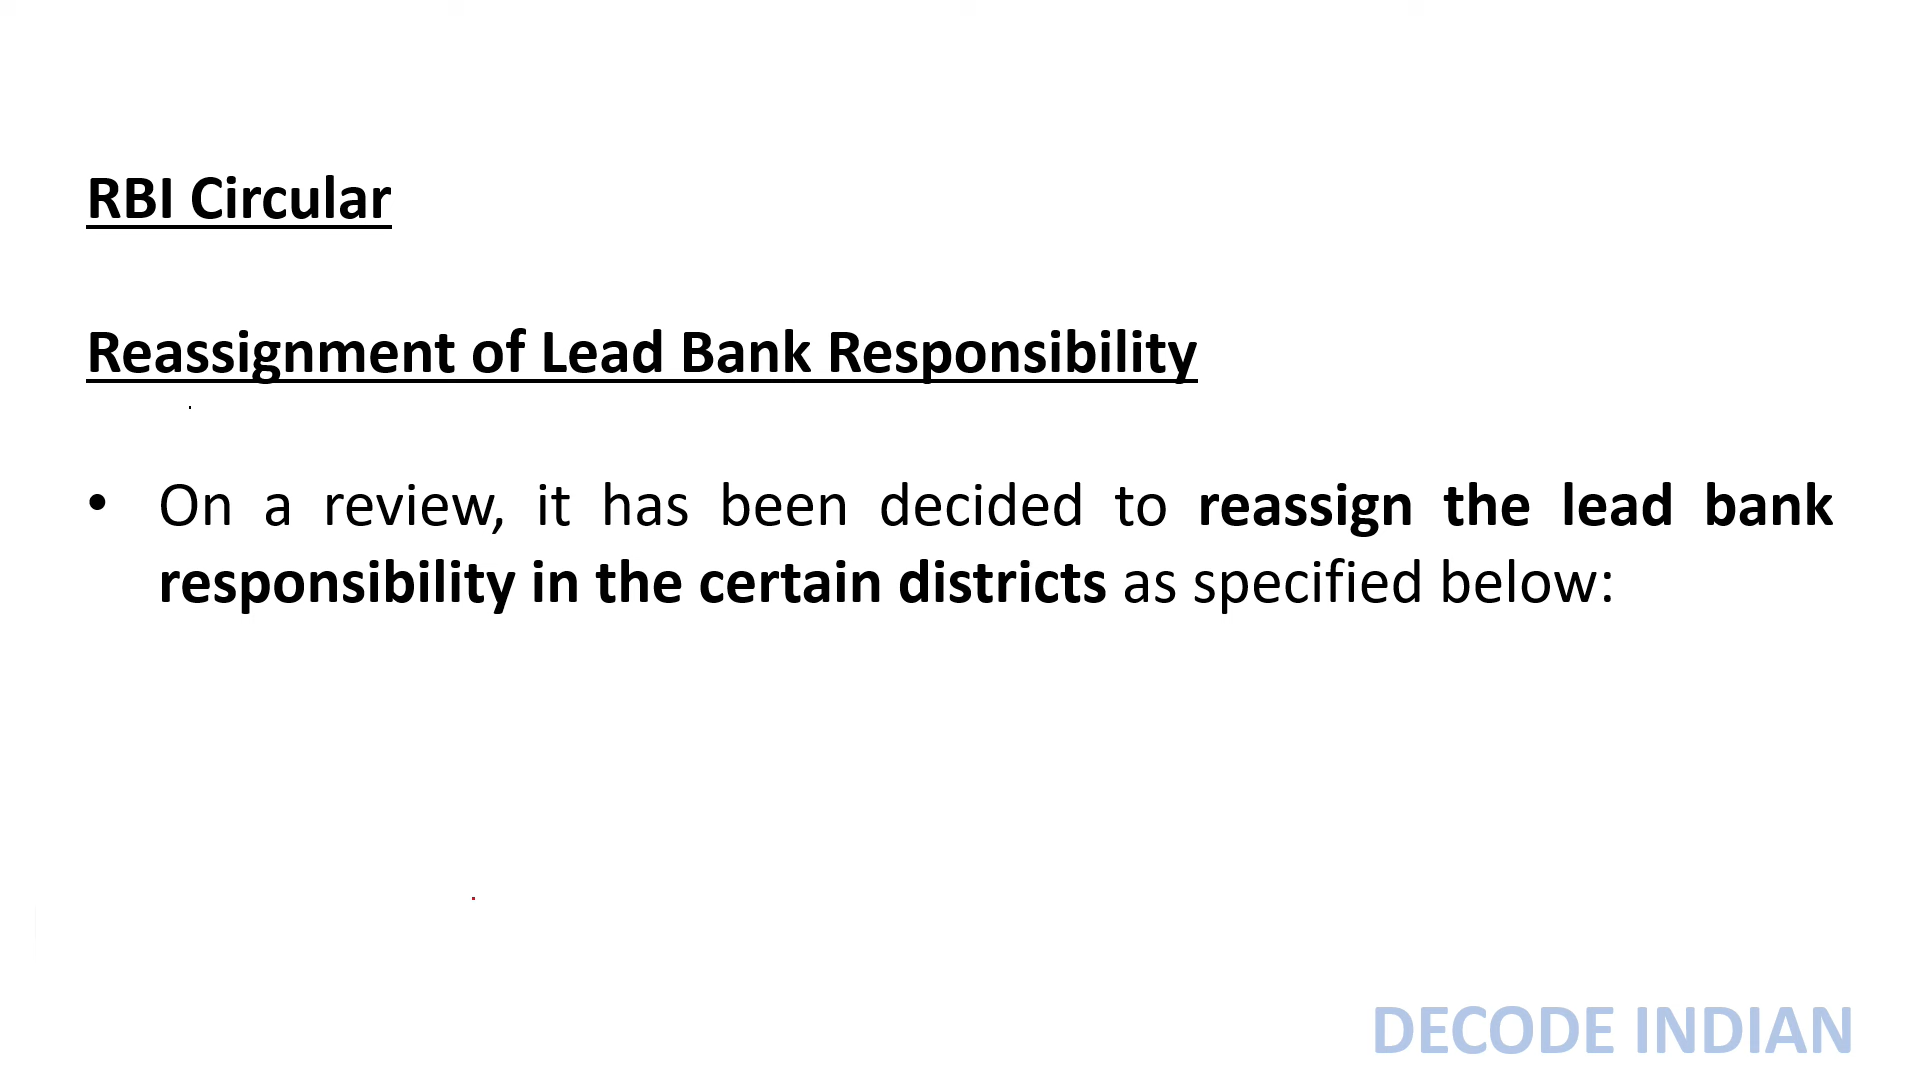 RBI Circular
Reassignment of Lead Bank Responsibility
• On a review, it has been decided to reassign the lead bank
responsibility in the certain districts as specified below:
DECODE INDIAN